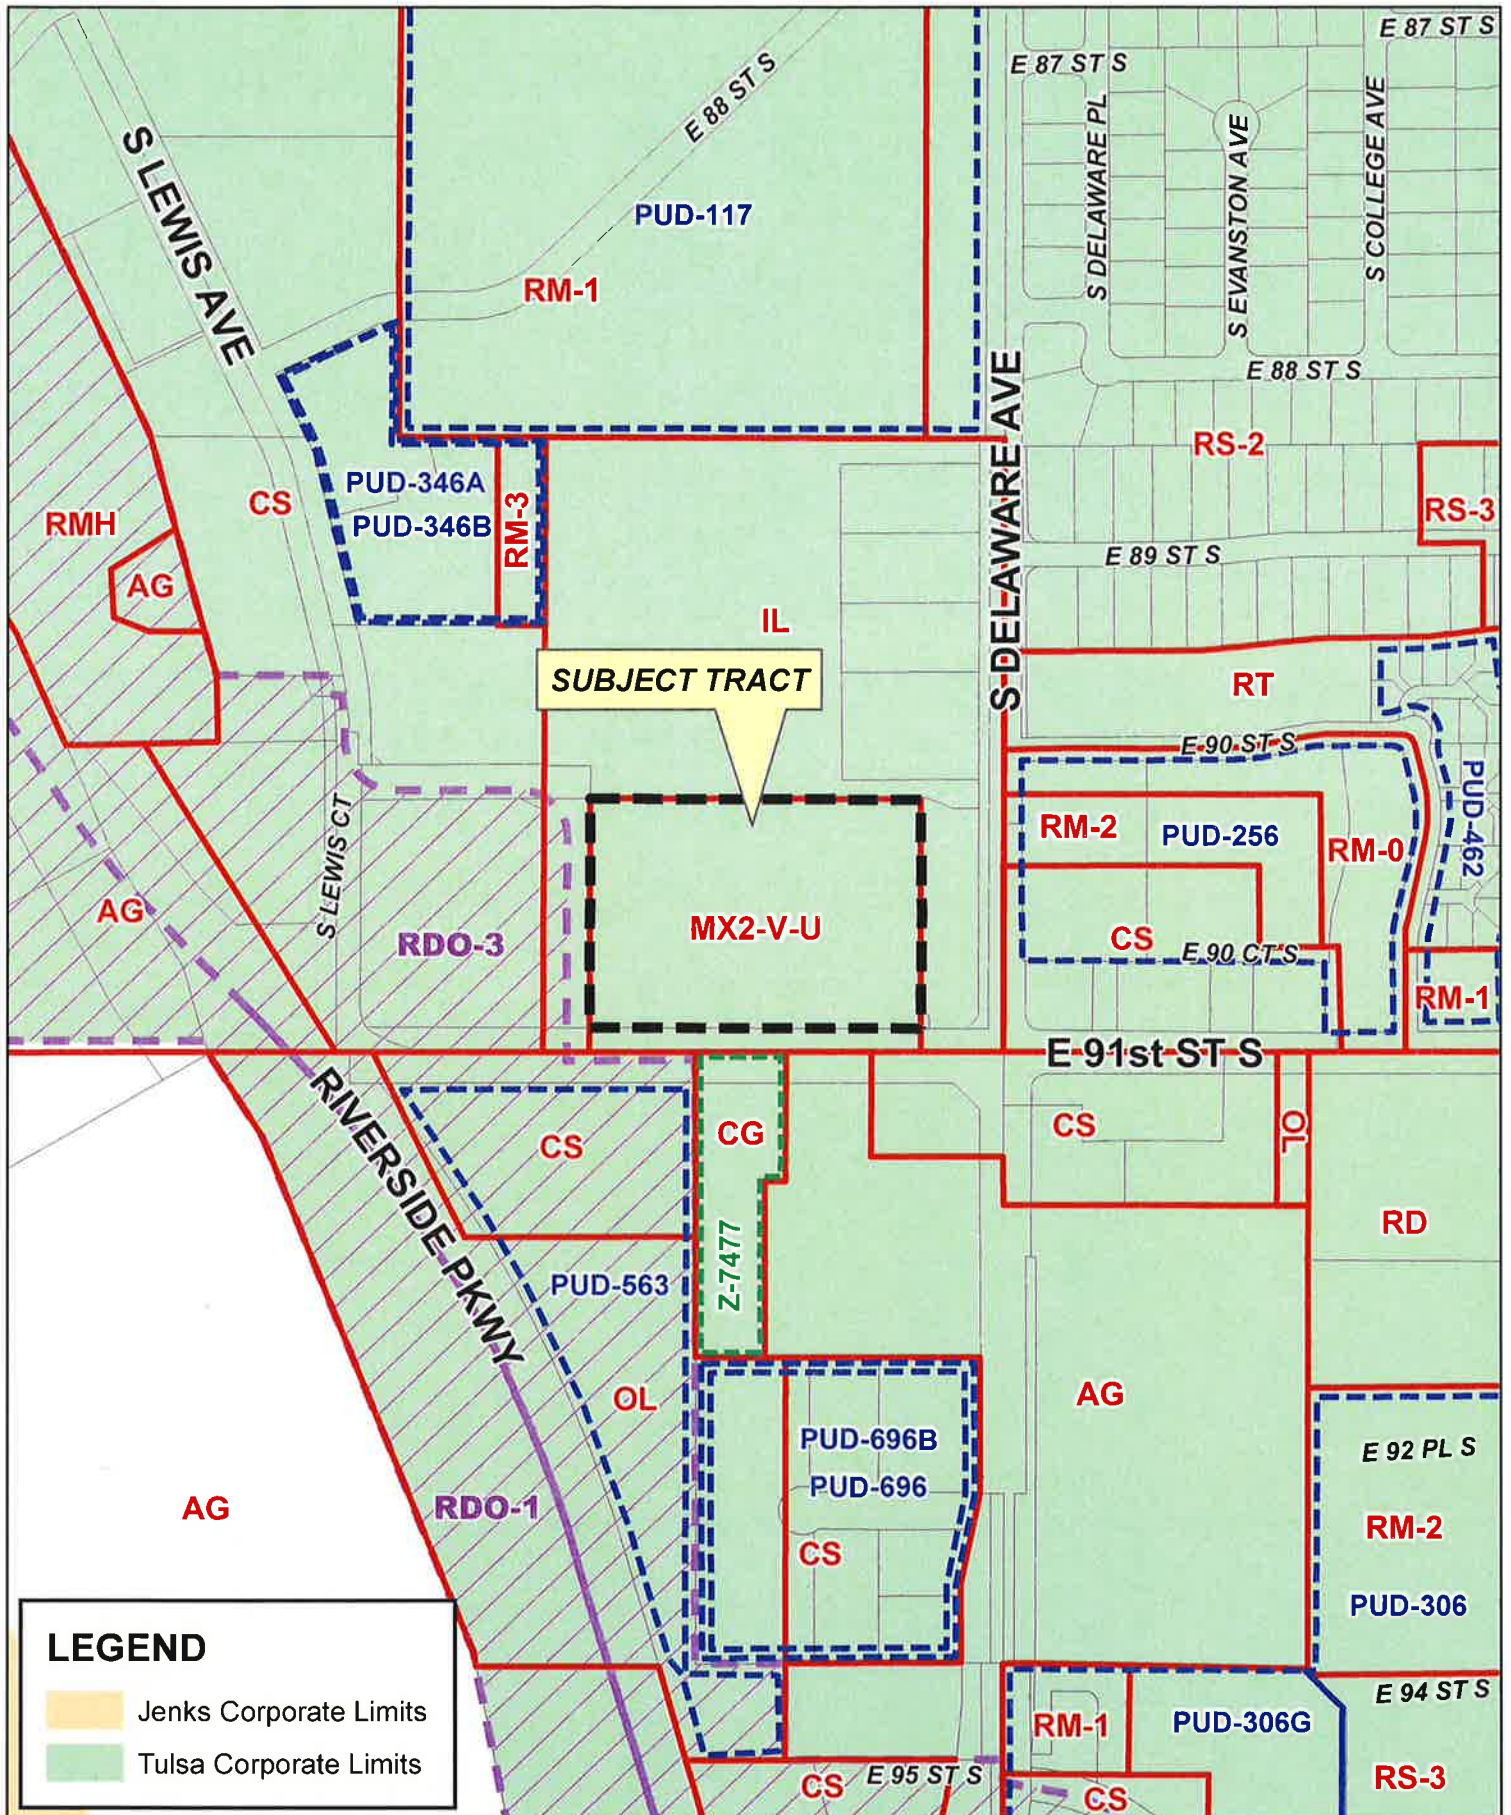 E 87 ST S
E 87 ST S
S LEWIS AVE
E 88 ST S
S DELAWARE PL
S EVANSTON AVE
S COLLEGE AVE
PUD-117
RM-1
E 88 ST S
S DELAWARE AVE
RS-2
PUD-346A
PUD-346B
RM-3
CS
RMH
AG
RS-3
E 89 ST S
IL
SUBJECT TRACT
RT
E 90 ST S
PUD-462
S LEWIS CT
RM-2
PUD-256
RM-0
AG
RDO-3
MX2-V-U
CS
E 90 CT S
RM-1
E 91st ST S
RIVERSIDE PKWY
CS
CG
CS
OL
Z-7477
RD
PUD-563
OL
AG
PUD-696B
PUD-696
E 92 PL S
AG
RDO-1
CS
RM-2
PUD-306
LEGEND
Jenks Corporate Limits
Tulsa Corporate Limits
E 94 ST S
RM-1
PUD-306G
RS-3
CS
E 95 ST S
CS